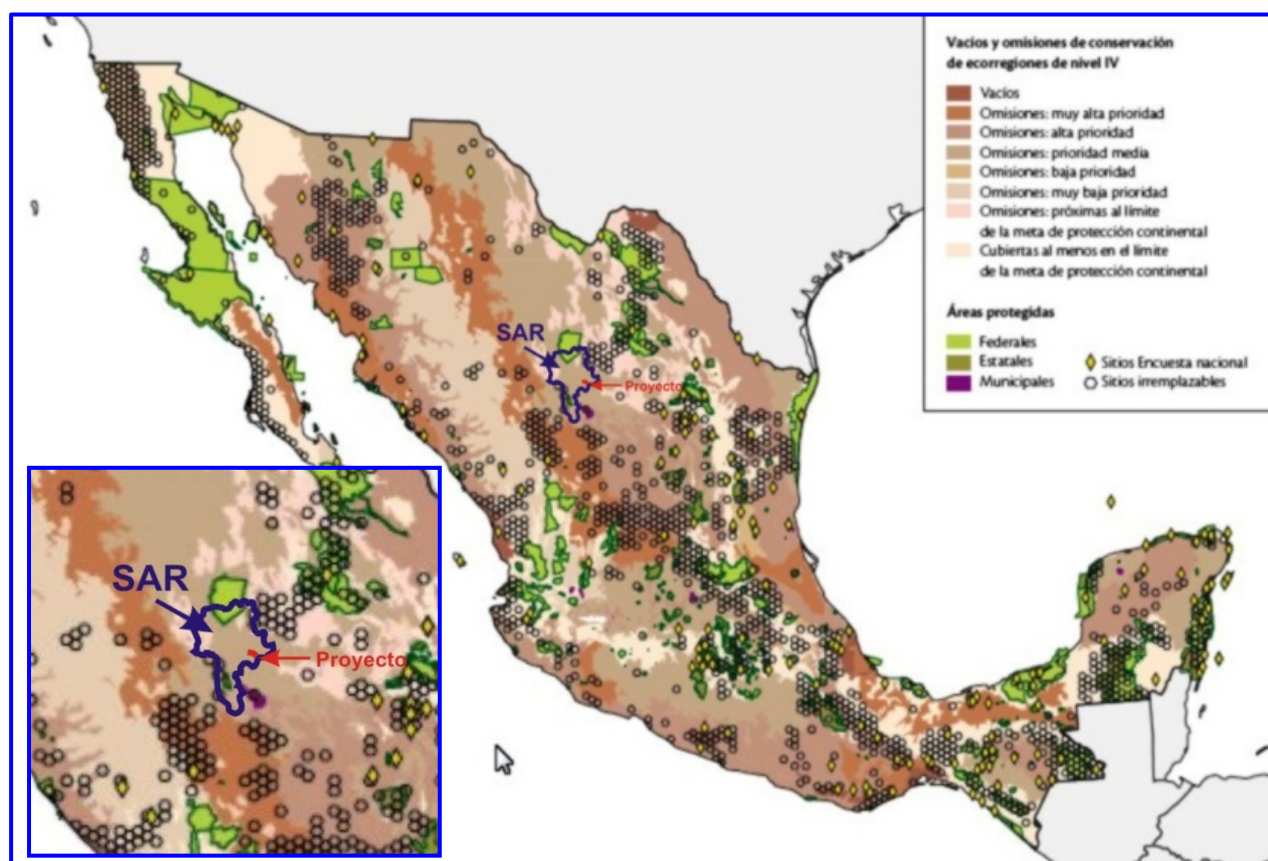 Vacíos y omisiones de conservación
de ecorregiones de nivel IV
Vacíos
Omisiones: muy alta prioridad
Omisiones: alta prioridad
Omisiones: prioridad media
Omisiones: baja prioridad
Omisiones: muy baja prioridad
Omisiones: próximas al límite
de la meta de protección continental
Cubiertas al menos en el límite
de la meta de protección continental
Áreas protegidas
Federales
Estatales
Municipales
Sitios Encuesta nacional
Sitios irremplazables
SAR
Proyecto
SAR
Proyecto